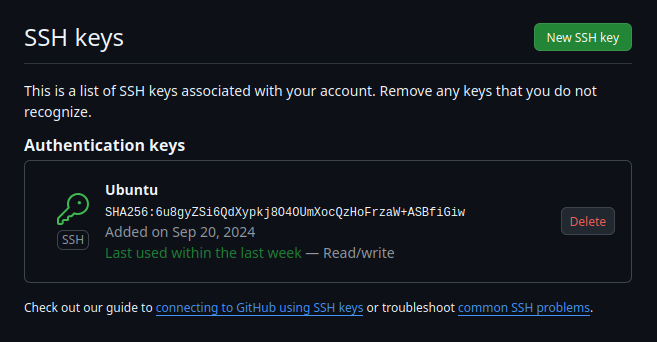 SSH keys
New SSH key
This is a list of SSH keys associated with your account. Remove any keys that you do not
recognize.
Authentication keys
Ubuntu
SHA256:6u8gyZSi6QdXypkj8O4OUmXocQzHoFrzaW+ASBfiGiw
Added on Sep 20, 2024
Last used within the last week — Read/write
SSH
Delete
Check out our guide to connecting to GitHub using SSH keys or troubleshoot common SSH problems.